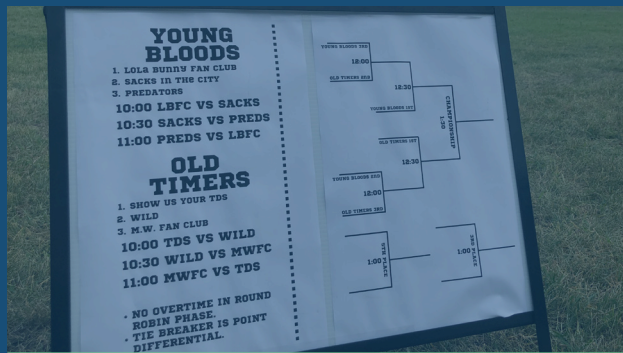 YOUNG
BLOODS
1. LOLA BUNNY FAN CLUB
2. SACKS IN THE CITY
3. PREDATORS
10:00 LBFC VS SACKS
10:30 SACKS VS PREDS
11:00 PREDS VS LBFC
OLD
TIMERS
1. SHOW US YOUR TDS
2. WILD
3. M.W. FAN CLUB
10:00 TDS VS WILD
10:30 WILD VS MWFC
11:00 MWFC VS TDS
• NO OVERTIME IN ROUND
ROBIN PHASE.
• TIE BREAKER IS POINT
DIFFERENTIAL.
YOUNG BLOODS 3RD
12:00
OLD TIMERS 2ND
12:30
YOUNG BLOODS 1ST
CHAMPIONSHIP
1:30
OLD TIMERS 1ST
12:30
YOUNG BLOODS 2ND
12:00
OLD TIMERS 3RD
5TH PLACE
1:00
3RD PLACE
1:00